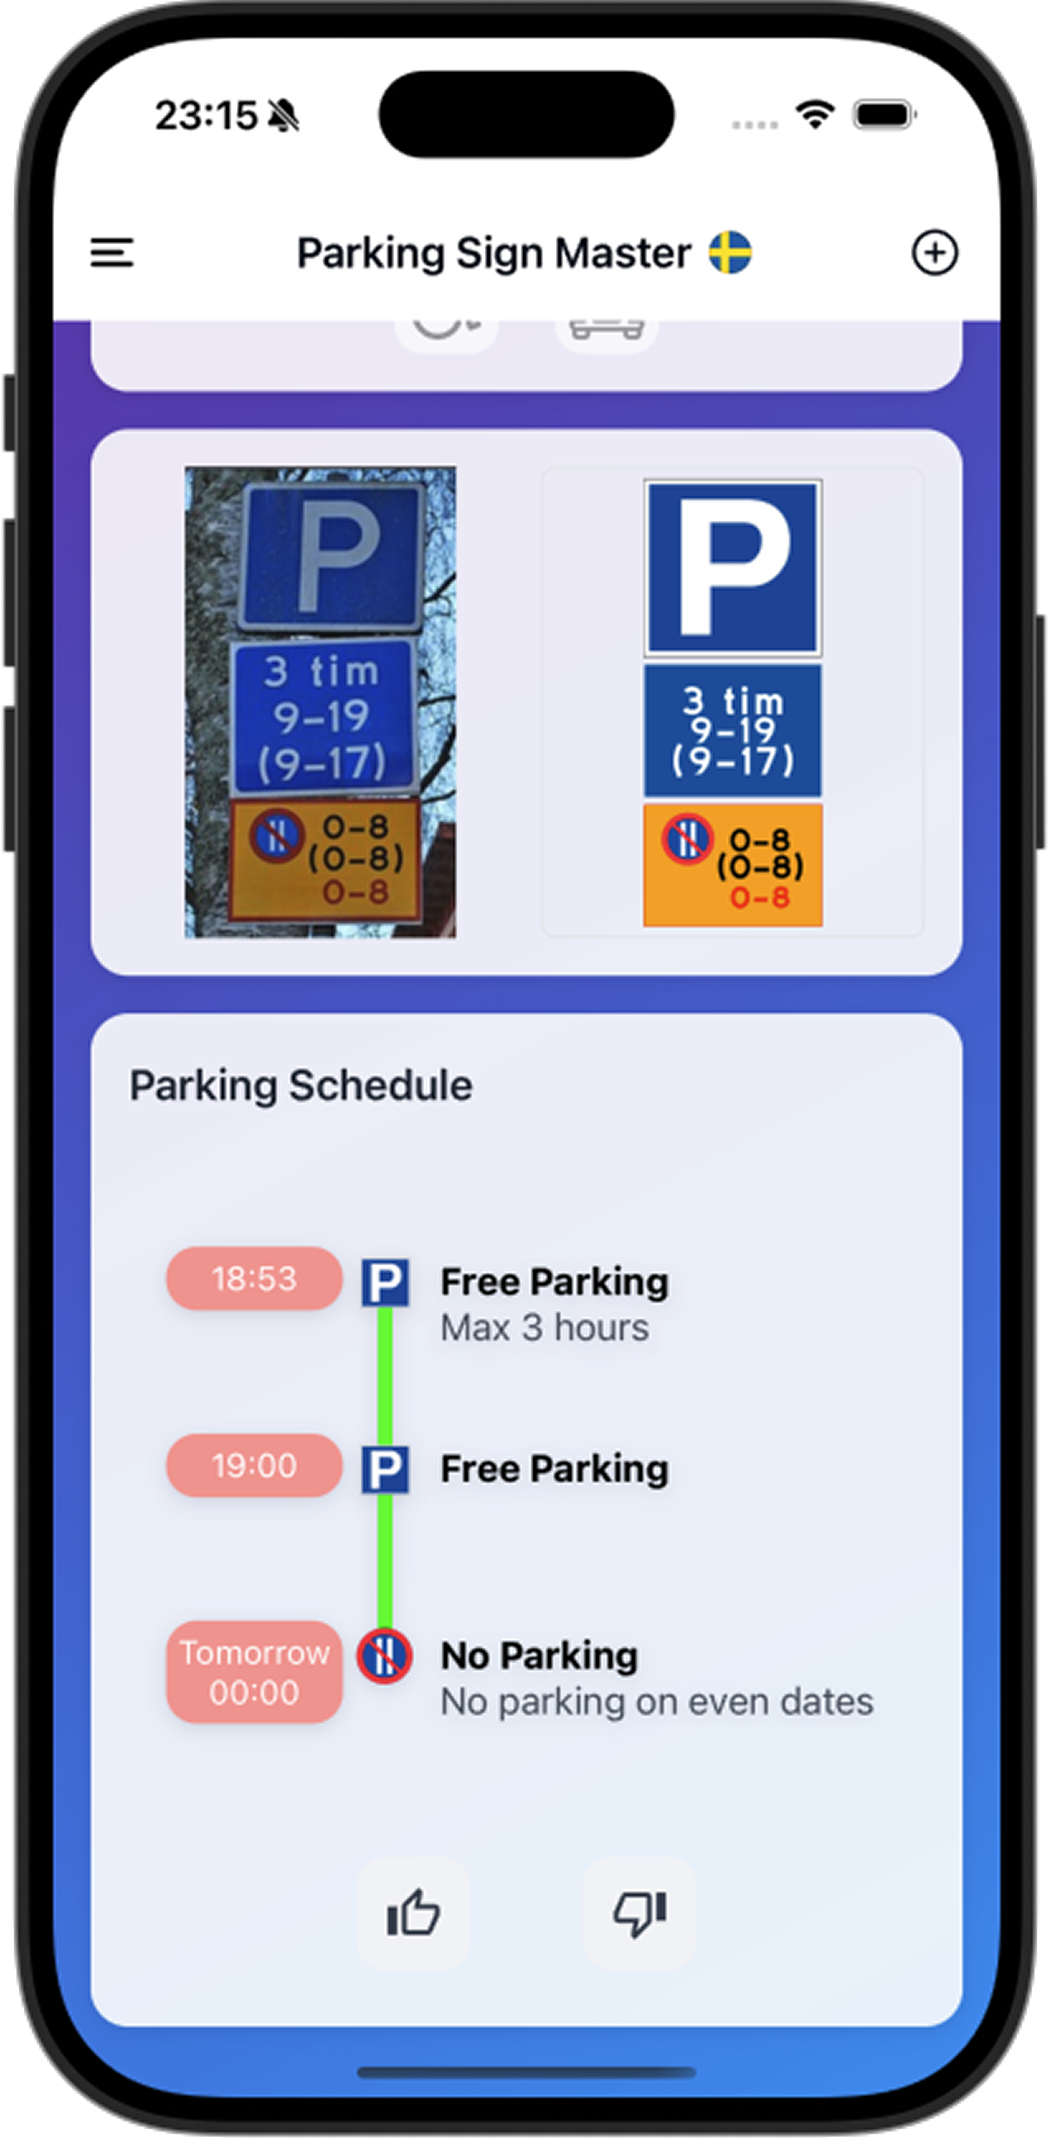 23:15
Parking Sign Master
P
3 tim
9-19
(9-17)
0-8
(0-8)
0-8
P
3 tim
9-19
(9-17)
0-8
(0-8)
0-8
Parking Schedule
18:53
P
Free Parking
Max 3 hours
19:00
P
Free Parking
Tomorrow
00:00
No Parking
No parking on even dates